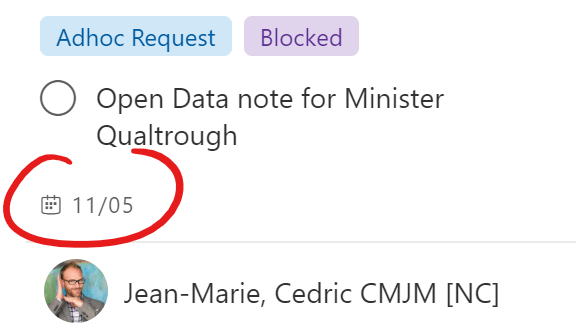 Adhoc Request Blocked
Open Data note for Minister
Qualtrough
11/05
Jean-Marie, Cedric CMJM [NC]